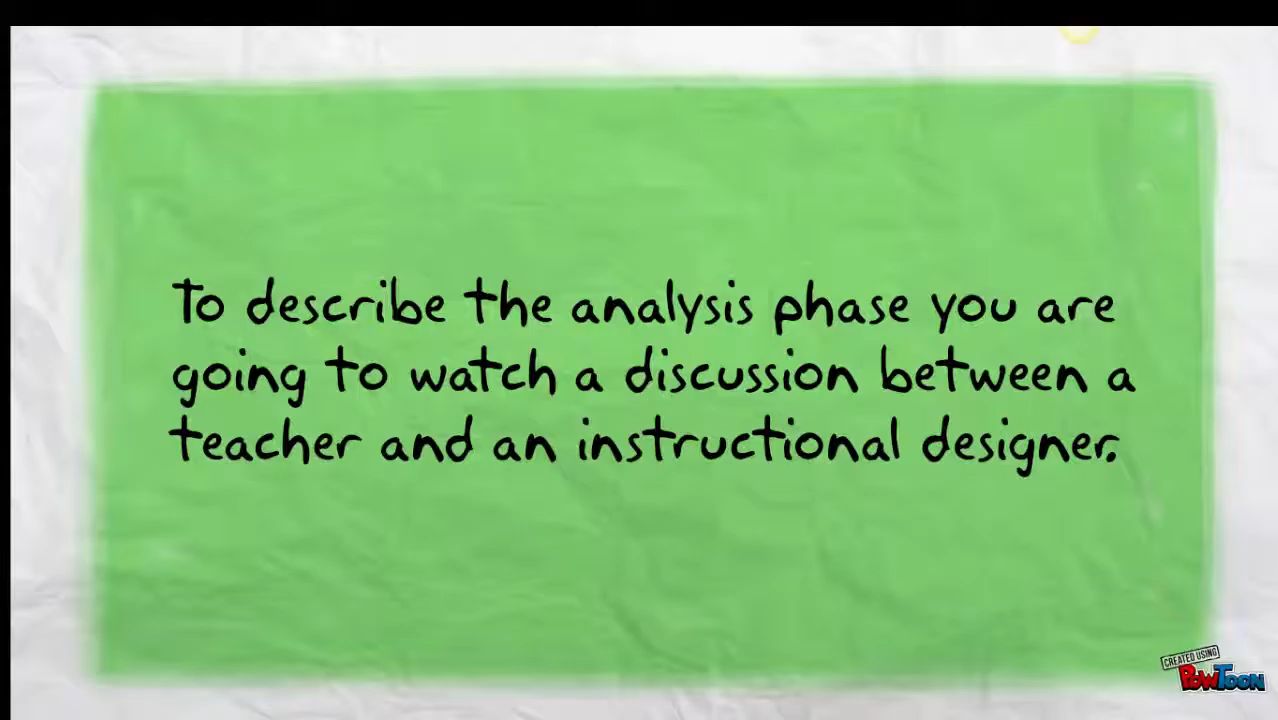 To describe the analysis phase you are
going to watch a discussion between a
teacher and an instructional designer.
CREATED USING
POWTOON